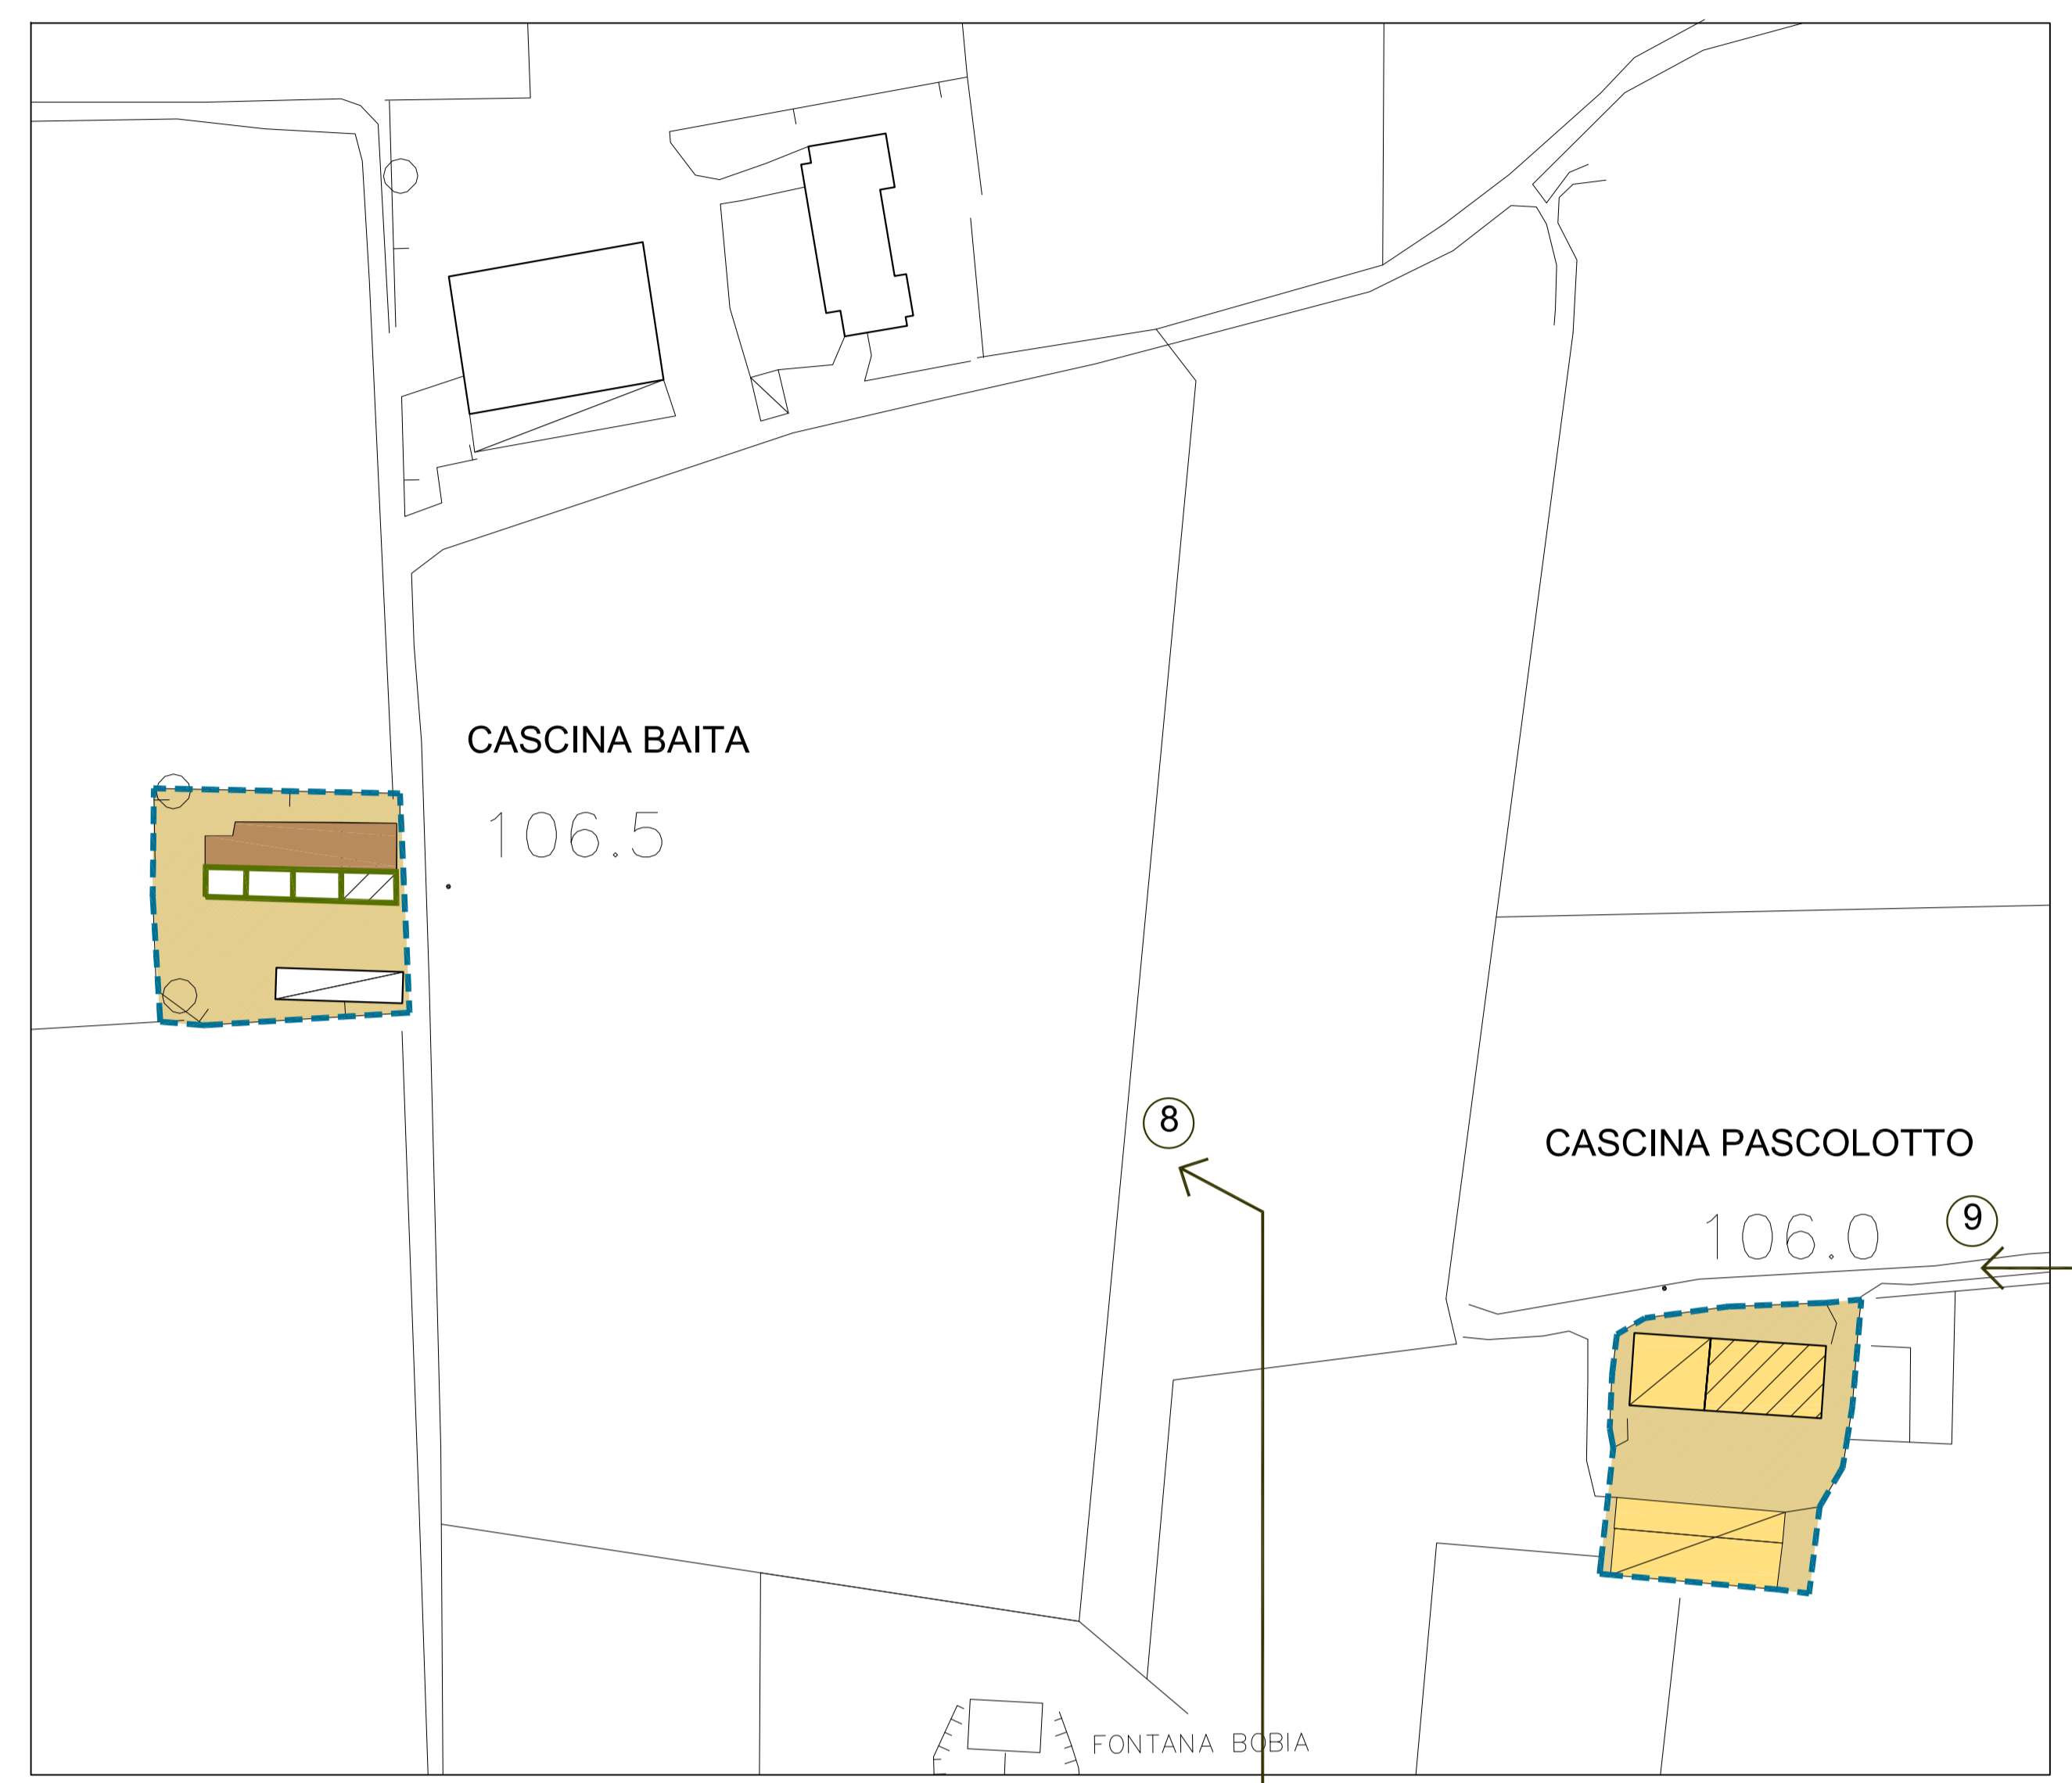 CASCINA BAITA
106.5
8
CASCINA PASCOLOTTO
106.0
9
FONTANA BOBIA